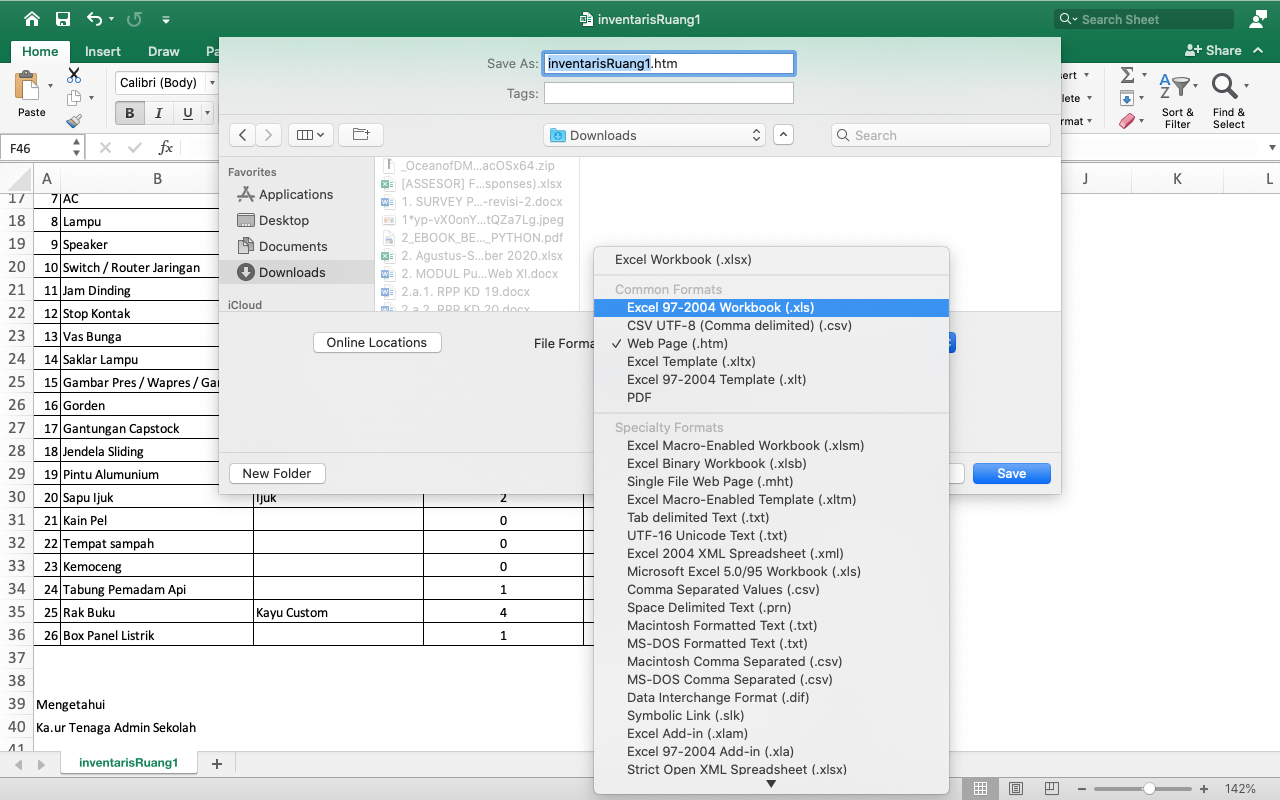 inventarisRuang1
Search Sheet
Home
Insert
Draw
Pa
Share
Paste
Calibri (Body)
B
I
U
Sort &
Filter
Find &
Select
sert
lete
rmat
F46
fx
Save As:
inventarisRuang1.htm
Tags:
Downloads
Search
Favorites
Applications
Desktop
Documents
Downloads
iCloud
_OceanofDM...acOSx64.zip
[ASSESOR] F...sponses).xlsx
1. SURVEY P...-revisi-2.docx
1*yp-vX0onY...tQZa7Lg.jpeg
2_EBOOK_BE..._PYTHON.pdf
2. Agustus-S...ber 2020.xlsx
2. MODUL Pu...Web XI.docx
2.a.1. RPP KD 19.docx
2.a.2. RPP KD 20.docx
Online Locations
File Forma
New Folder
Save
Excel Workbook (.xlsx)
Common Formats
Excel 97-2004 Workbook (.xls)
CSV UTF-8 (Comma delimited) (.csv)
✓ Web Page (.htm)
Excel Template (.xltx)
Excel 97-2004 Template (.xlt)
PDF
Specialty Formats
Excel Macro-Enabled Workbook (.xlsm)
Excel Binary Workbook (.xlsb)
Single File Web Page (.mht)
Excel Macro-Enabled Template (.xltm)
Tab delimited Text (.txt)
UTF-16 Unicode Text (.txt)
Excel 2004 XML Spreadsheet (.xml)
Microsoft Excel 5.0/95 Workbook (.xls)
Comma Separated Values (.csv)
Space Delimited Text (.prn)
Macintosh Formatted Text (.txt)
MS-DOS Formatted Text (.txt)
Macintosh Comma Separated (.csv)
MS-DOS Comma Separated (.csv)
Data Interchange Format (.dif)
Symbolic Link (.slk)
Excel Add-in (.xlam)
Excel 97-2004 Add-in (.xla)
Strict Open XML Spreadsheet (.xlsx)
A B J K L
17 7 AC
18 8 Lampu
19 9 Speaker
20 10 Switch / Router Jaringan
21 11 Jam Dinding
22 12 Stop Kontak
23 13 Vas Bunga
24 14 Saklar Lampu
25 15 Gambar Pres / Wapres / Gar
26 16 Gorden
27 17 Gantungan Capstock
28 18 Jendela Sliding
29 19 Pintu Alumunium
30 20 Sapu Ijuk Ijuk 2
31 21 Kain Pel 0
32 22 Tempat sampah 0
33 23 Kemoceng 0
34 24 Tabung Pemadam Api 1
35 25 Rak Buku Kayu Custom 4
36 26 Box Panel Listrik 1
37
38
39 Mengetahui
40 Ka.ur Tenaga Admin Sekolah
41
inventarisRuang1
+
142%